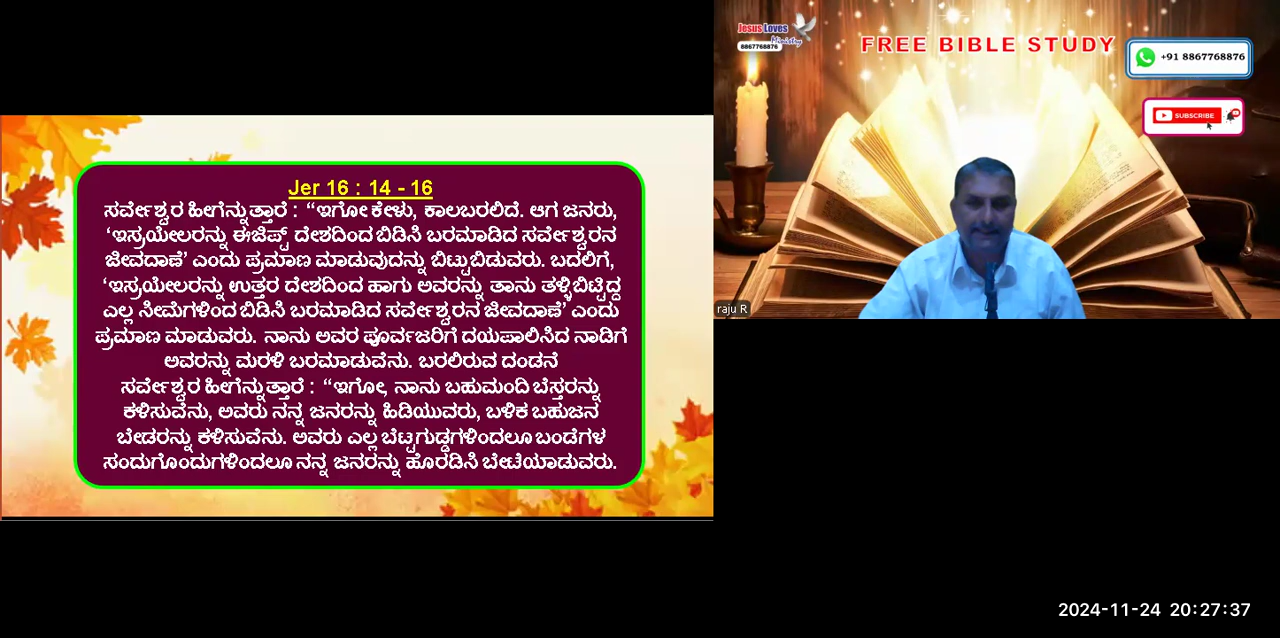 Jer 16 : 14 - 16
ಸರ್ವೇಶ್ವರ ಹೀಗೆನ್ನುತ್ತಾರೆ : “ಇಗೋ ಕೇಳು, ಕಾಲಬರಲಿದೆ. ಆಗ ಜನರು,
‘ಇಸ್ರಯೇಲರನ್ನು ಈಜಿಪ್ಟ್ ದೇಶದಿಂದ ಬಿಡಿಸಿ ಬರಮಾಡಿದ ಸರ್ವೇಶ್ವರನ
ಜೀವದಾಣೆ’ ಎಂದು ಪ್ರಮಾಣ ಮಾಡುವುದನ್ನು ಬಿಟ್ಟುಬಿಡುವರು. ಬದಲಿಗೆ,
‘ಇಸ್ರಯೇಲರನ್ನು ಉತ್ತರ ದೇಶದಿಂದ ಹಾಗು ಅವರನ್ನು ತಾನು ತಳ್ಳಿಬಿಟ್ಟಿದ್ದ
ಎಲ್ಲ ಸೀಮೆಗಳಿಂದ ಬಿಡಿಸಿ ಬರಮಾಡಿದ ಸರ್ವೇಶ್ವರನ ಜೀವದಾಣೆ’ ಎಂದು
ಪ್ರಮಾಣ ಮಾಡುವರು. ನಾನು ಅವರ ಪೂರ್ವಜರಿಗೆ ದಯಪಾಲಿಸಿದ ನಾಡಿಗೆ
ಅವರನ್ನು ಮರಳಿ ಬರಮಾಡುವೆನು. ಬರಲಿರುವ ದಂಡನೆ
ಸರ್ವೇಶ್ವರ ಹೀಗೆನ್ನುತ್ತಾರೆ : “ಇಗೋ, ನಾನು ಬಹುಮಂದಿ ಬೆಸ್ತರನ್ನು
ಕಳಿಸುವೆನು, ಅವರು ನನ್ನ ಜನರನ್ನು ಹಿಡಿಯುವರು, ಬಳಿಕ ಬಹುಜನ
ಬೇಡರನ್ನು ಕಳಿಸುವೆನು. ಅವರು ಎಲ್ಲ ಬೆಟ್ಟಗುಡ್ಡಗಳಿಂದಲೂ ಬಂಡೆಗಳ
ಸಂದುಗೊಂದುಗಳಿಂದಲೂ ನನ್ನ ಜನರನ್ನು ಹೊರಡಿಸಿ ಬೇಟೆಯಾಡುವರು.
Jesus Loves
Ministry
8867768876
FREE BIBLE STUDY
+91 8867768876
SUBSCRIBE
raju R
2024-11-24 20:27:37